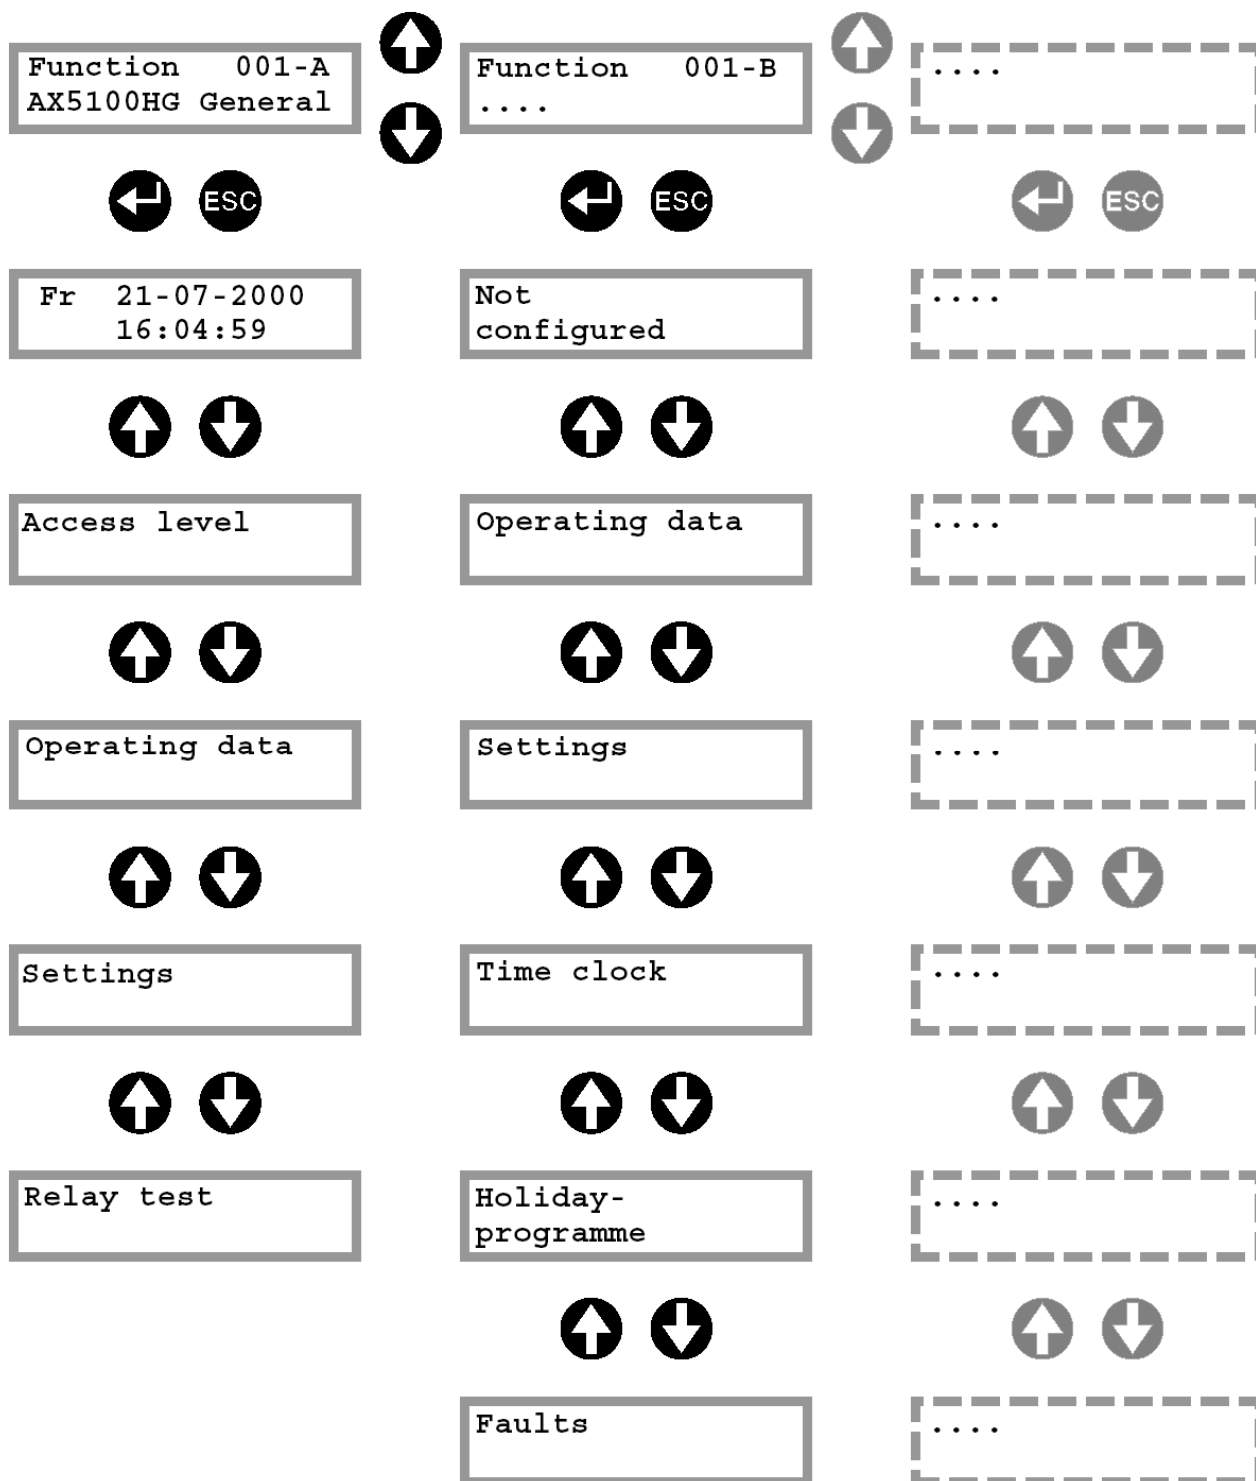 Function 001-A
AX5100HG General
Function 001-B
....
....
ESC
ESC
ESC
Fr 21-07-2000
16:04:59
Not
configured
....
Access level
Operating data
....
Operating data
Settings
....
Settings
Time clock
....
Relay test
Holiday-
programme
....
Faults
....